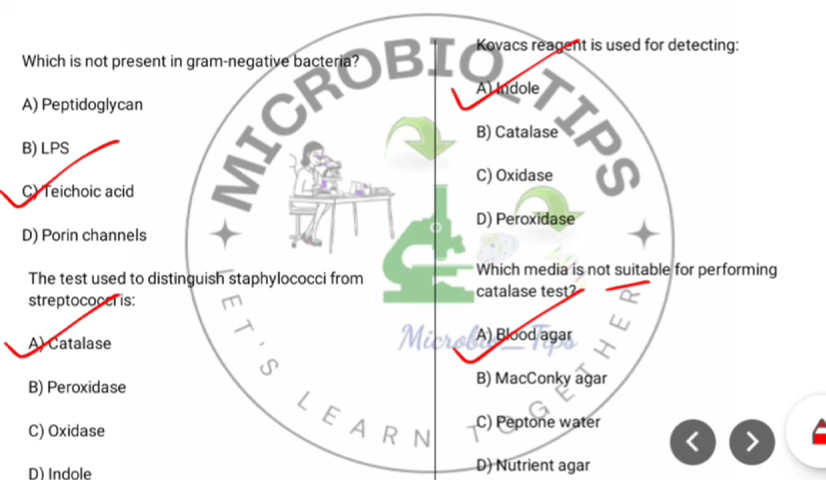 Which is not present in gram-negative bacteria?
A) Peptidoglycan
B) LPS
C) Teichoic acid
D) Porin channels
The test used to distinguish staphylococci from
streptococci is:
A) Catalase
B) Peroxidase
C) Oxidase
D) Indole
Kovacs reagent is used for detecting:
A) Indole
B) Catalase
C) Oxidase
D) Peroxidase
Which media is not suitable for performing
catalase test?
A) Blood agar
B) MacConky agar
C) Peptone water
D) Nutrient agar
MICROBIO_TIPS
Microbio_Tips
LET'S LEARN TOGETHER